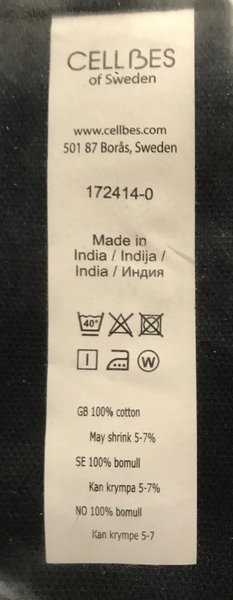 CELLBES
of Sweden
www.cellbes.com
501 87 Borås, Sweden
172414-0
Made in
India / Indija /
India / Индия
40°
W
GB 100% cotton
May shrink 5-7%
SE 100% bomull
Kan krympa 5-7%
NO 100% bomull
Kan krympe 5-7